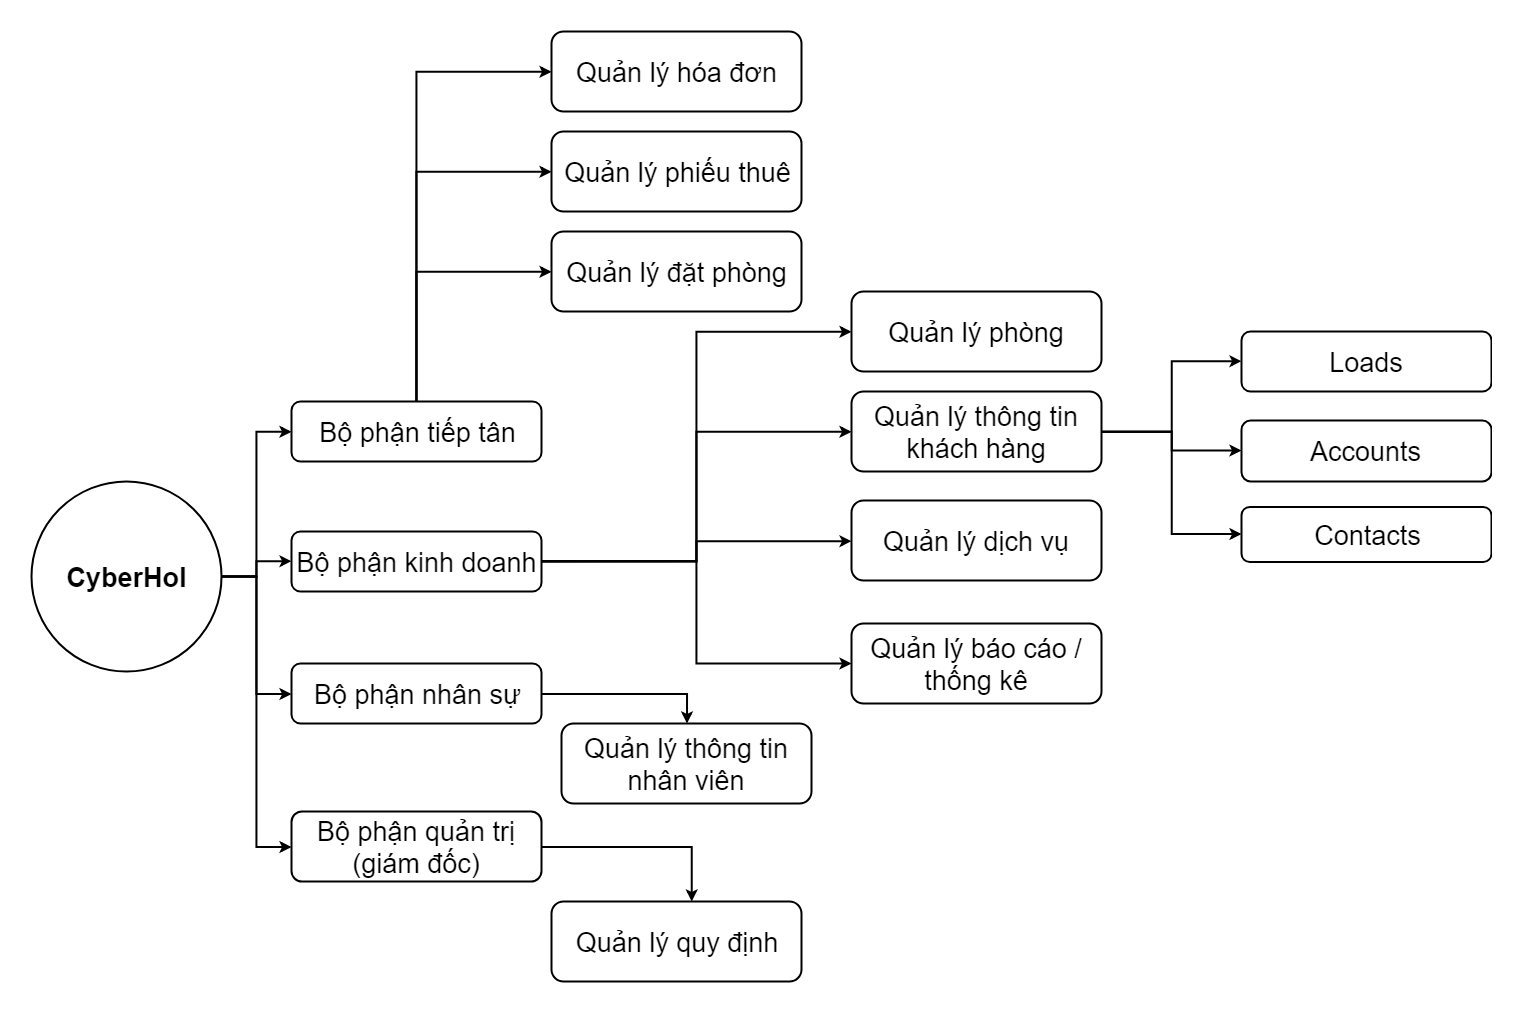 Quản lý hóa đơn
Quản lý phiếu thuê
Quản lý đặt phòng
Bộ phận tiếp tân
CyberHol
Bộ phận kinh doanh
Quản lý phòng
Quản lý thông tin
khách hàng
Quản lý dịch vụ
Quản lý báo cáo /
thống kê
Loads
Accounts
Contacts
Bộ phận nhân sự
Quản lý thông tin
nhân viên
Bộ phận quản trị
(giám đốc)
Quản lý quy định